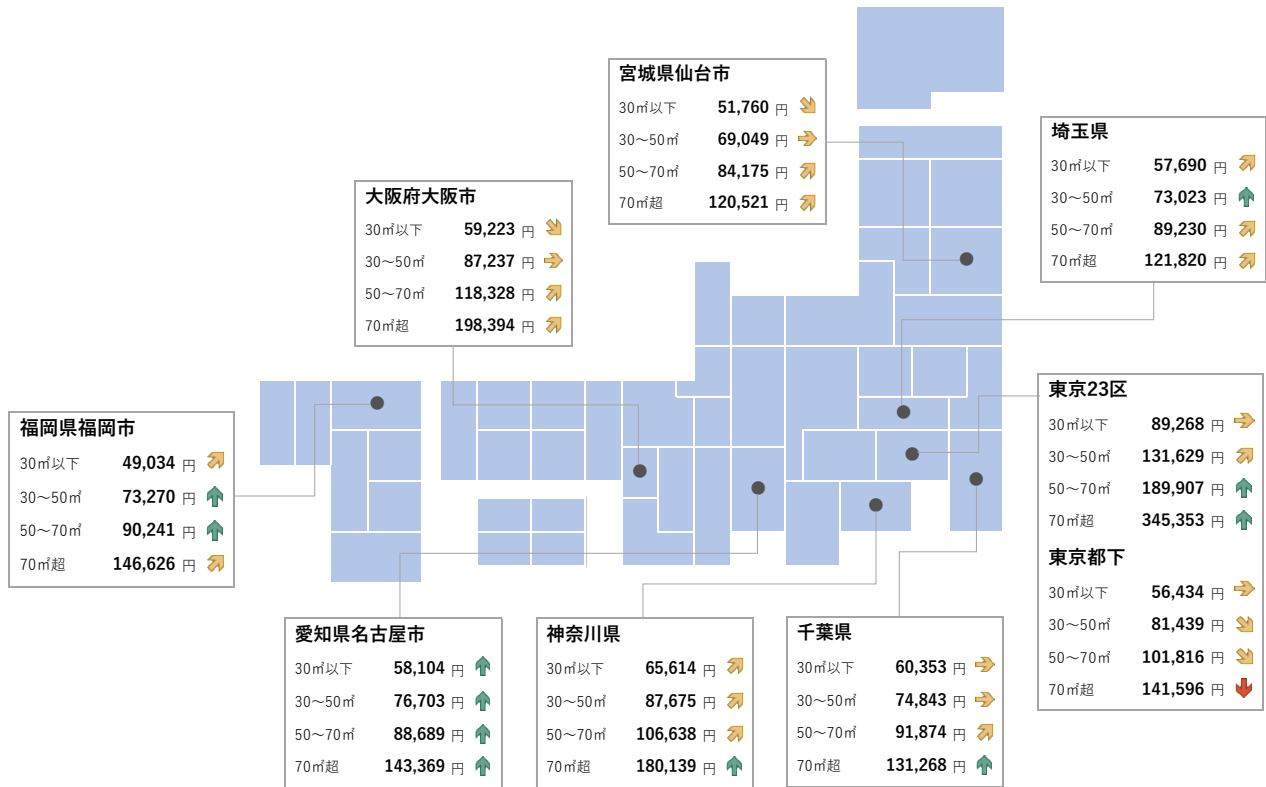 宮城県仙台市
30㎡以下 51,760 円
30～50㎡ 69,049 円
50～70㎡ 84,175 円
70㎡超 120,521 円
埼玉県
30㎡以下 57,690 円
30～50㎡ 73,023 円
50～70㎡ 89,230 円
70㎡超 121,820 円
大阪府大阪市
30㎡以下 59,223 円
30～50㎡ 87,237 円
50～70㎡ 118,328 円
70㎡超 198,394 円
東京23区
30㎡以下 89,268 円
30～50㎡ 131,629 円
50～70㎡ 189,907 円
70㎡超 345,353 円
東京都下
30㎡以下 56,434 円
30～50㎡ 81,439 円
50～70㎡ 101,816 円
70㎡超 141,596 円
福岡県福岡市
30㎡以下 49,034 円
30～50㎡ 73,270 円
50～70㎡ 90,241 円
70㎡超 146,626 円
愛知県名古屋市
30㎡以下 58,104 円
30～50㎡ 76,703 円
50～70㎡ 88,689 円
70㎡超 143,369 円
神奈川県
30㎡以下 65,614 円
30～50㎡ 87,675 円
50～70㎡ 106,638 円
70㎡超 180,139 円
千葉県
30㎡以下 60,353 円
30～50㎡ 74,843 円
50～70㎡ 91,874 円
70㎡超 131,268 円